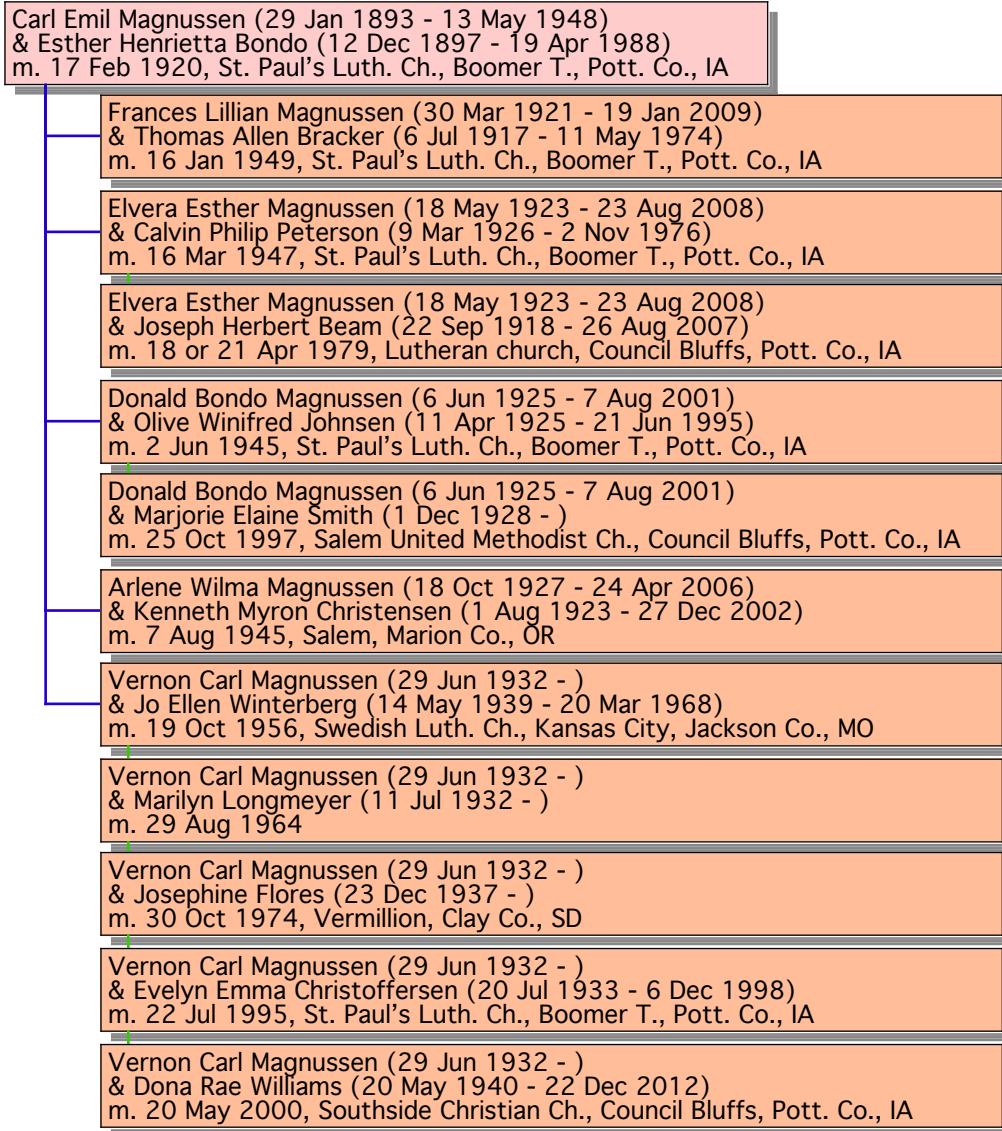 Carl Emil Magnussen (29 Jan 1893 - 13 May 1948)
& Esther Henrietta Bondo (12 Dec 1897 - 19 Apr 1988)
m. 17 Feb 1920, St. Paul's Luth. Ch., Boomer T., Pott. Co., IA
Frances Lillian Magnussen (30 Mar 1921 - 19 Jan 2009)
& Thomas Allen Bracker (6 Jul 1917 - 11 May 1974)
m. 16 Jan 1949, St. Paul's Luth. Ch., Boomer T., Pott. Co., IA
Elvera Esther Magnussen (18 May 1923 - 23 Aug 2008)
& Calvin Philip Peterson (9 Mar 1926 - 2 Nov 1976)
m. 16 Mar 1947, St. Paul's Luth. Ch., Boomer T., Pott. Co., IA
Elvera Esther Magnussen (18 May 1923 - 23 Aug 2008)
& Joseph Herbert Beam (22 Sep 1918 - 26 Aug 2007)
m. 18 or 21 Apr 1979, Lutheran church, Council Bluffs, Pott. Co., IA
Donald Bondo Magnussen (6 Jun 1925 - 7 Aug 2001)
& Olive Winifred Johnsen (11 Apr 1925 - 21 Jun 1995)
m. 2 Jun 1945, St. Paul's Luth. Ch., Boomer T., Pott. Co., IA
Donald Bondo Magnussen (6 Jun 1925 - 7 Aug 2001)
& Marjorie Elaine Smith (1 Dec 1928 - )
m. 25 Oct 1997, Salem United Methodist Ch., Council Bluffs, Pott. Co., IA
Arlene Wilma Magnussen (18 Oct 1927 - 24 Apr 2006)
& Kenneth Myron Christensen (1 Aug 1923 - 27 Dec 2002)
m. 7 Aug 1945, Salem, Marion Co., OR
Vernon Carl Magnussen (29 Jun 1932 - )
& Jo Ellen Winterberg (14 May 1939 - 20 Mar 1968)
m. 19 Oct 1956, Swedish Luth. Ch., Kansas City, Jackson Co., MO
Vernon Carl Magnussen (29 Jun 1932 - )
& Marilyn Longmeyer (11 Jul 1932 - )
m. 29 Aug 1964
Vernon Carl Magnussen (29 Jun 1932 - )
& Josephine Flores (23 Dec 1937 - )
m. 30 Oct 1974, Vermillion, Clay Co., SD
Vernon Carl Magnussen (29 Jun 1932 - )
& Evelyn Emma Christoffersen (20 Jul 1933 - 6 Dec 1998)
m. 22 Jul 1995, St. Paul's Luth. Ch., Boomer T., Pott. Co., IA
Vernon Carl Magnussen (29 Jun 1932 - )
& Dona Rae Williams (20 May 1940 - 22 Dec 2012)
m. 20 May 2000, Southside Christian Ch., Council Bluffs, Pott. Co., IA